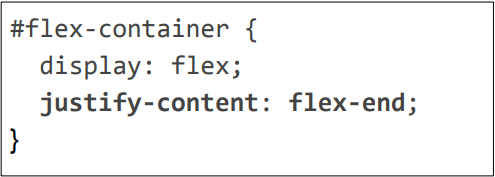 #flex-container {
  display: flex;
  justify-content: flex-end;
}